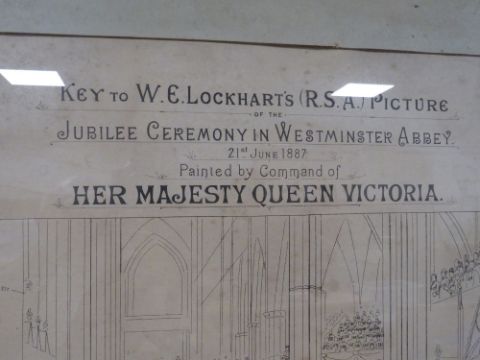 KEY TO W.E. LOCKHART'S (R.S.A.) PICTURE
OF THE
JUBILEE CEREMONY IN WESTMINSTER ABBEY.
21st JUNE 1887
Painted by Command of
HER MAJESTY QUEEN VICTORIA.